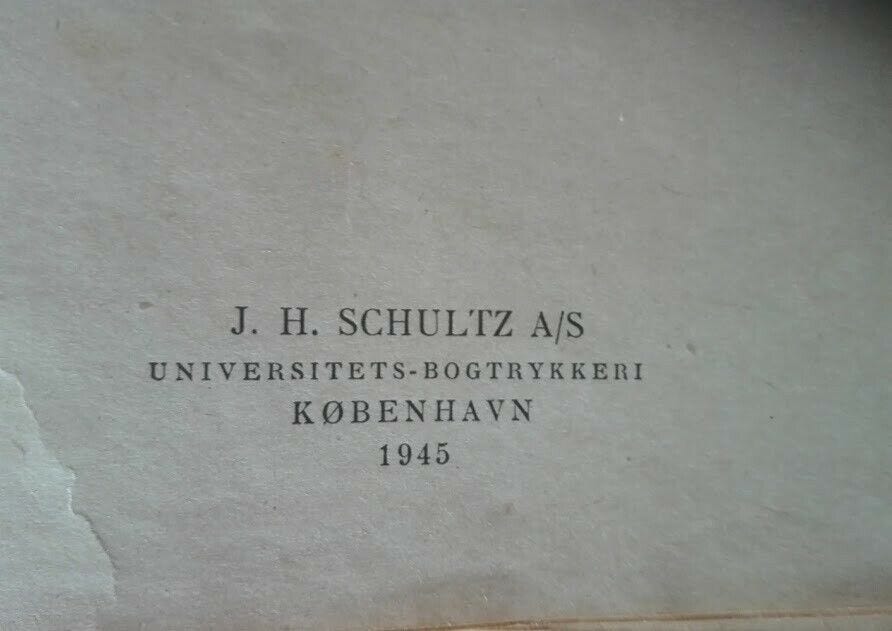 J. H. SCHULTZ A/S
UNIVERSITETS-BOGTRYKKERI
KØBENHAVN
1945